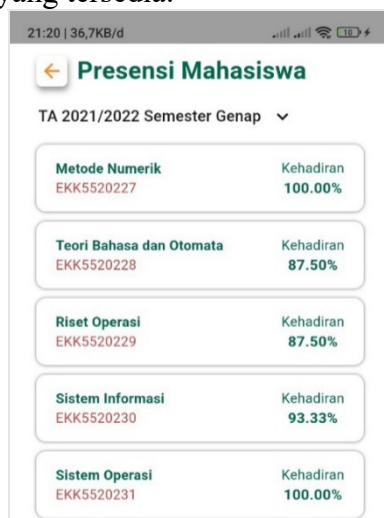 yang tersedia.
21:20 | 36,7KB/d
10
Presensi Mahasiswa
TA 2021/2022 Semester Genap
Metode Numerik Kehadiran
EKK5520227 100.00%
Teori Bahasa dan Otomata Kehadiran
EKK5520228 87.50%
Riset Operasi Kehadiran
EKK5520229 87.50%
Sistem Informasi Kehadiran
EKK5520230 93.33%
Sistem Operasi Kehadiran
EKK5520231 100.00%